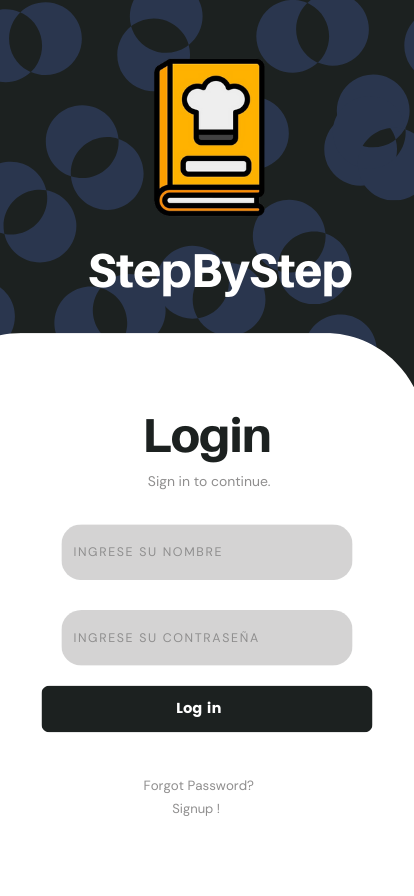 StepByStep
Login
Sign in to continue.
INGRESE SU NOMBRE
INGRESE SU CONTRASEÑA
Log in
Forgot Password?
Signup !